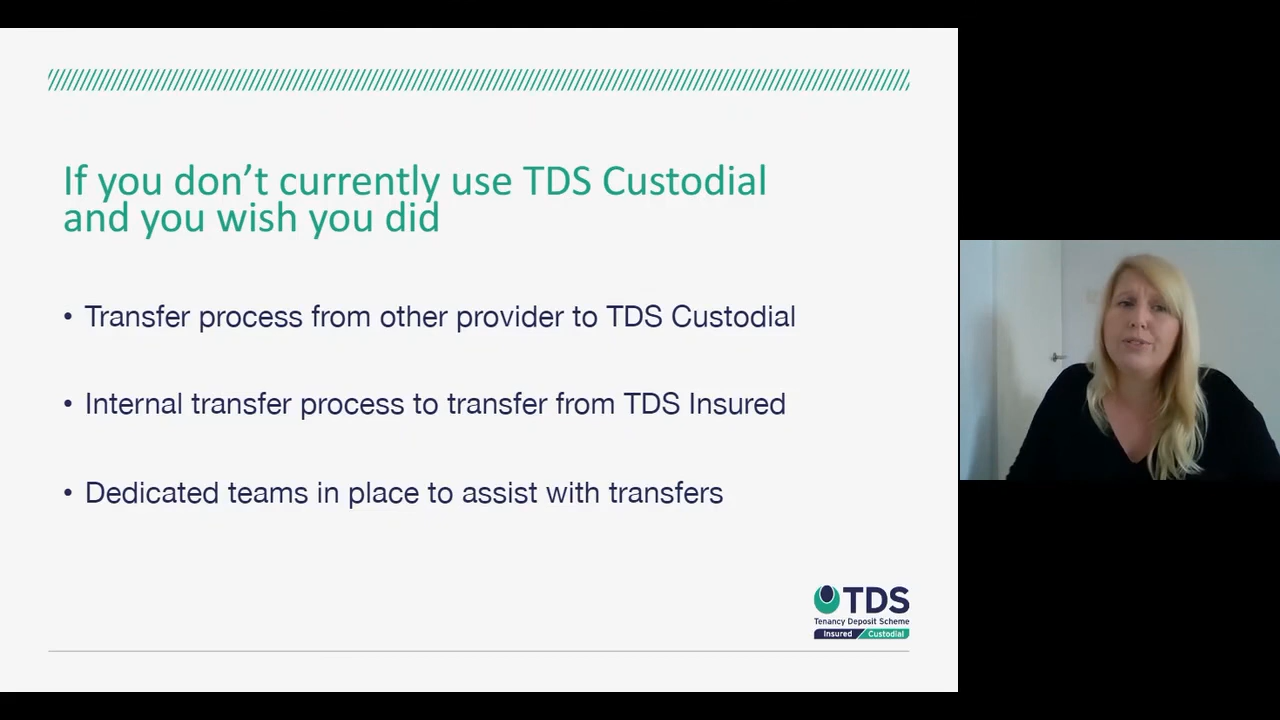 If you don’t currently use TDS Custodial
and you wish you did
• Transfer process from other provider to TDS Custodial
• Internal transfer process to transfer from TDS Insured
• Dedicated teams in place to assist with transfers
TDS
Tenancy Deposit Scheme
Insured Custodial